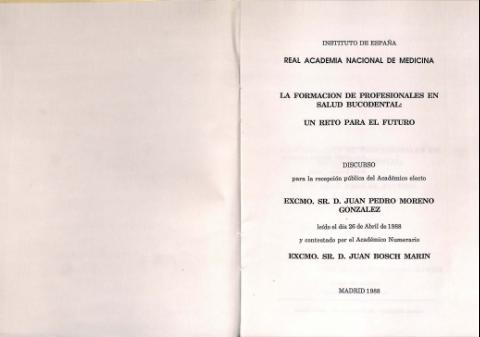 INSTITUTO DE ESPAÑA
REAL ACADEMIA NACIONAL DE MEDICINA
LA FORMACION DE PROFESIONALES EN
SALUD BUCODENTAL:
UN RETO PARA EL FUTURO
DISCURSO
para la recepción pública del Académico electo
EXCMO. SR. D. JUAN PEDRO MORENO
GONZALEZ
leído el día 26 de Abril de 1988
y contestado por el Académico Numerario
EXCMO. SR. D. JUAN BOSCH MARIN
MADRID 1988